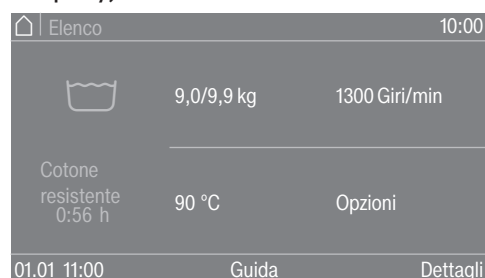 Elenco 10:00
9,0/9,9 kg 1300 Giri/min
Cotone
resistente
0:56 h
90 °C Opzioni
01.01 11:00 Guida Dettagli